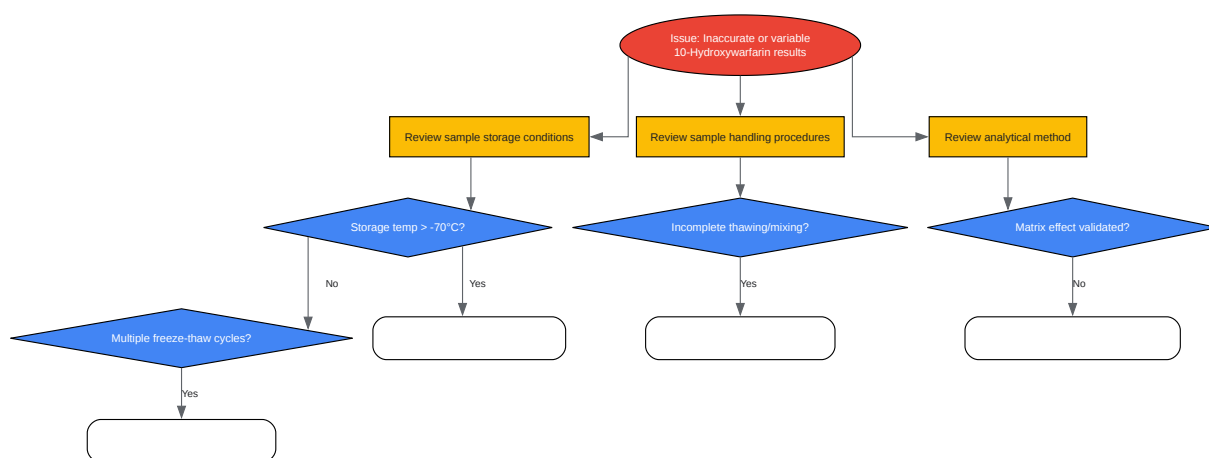 Issue: Inaccurate or variable
10-Hydroxywarfarin results
Review sample storage conditions
Review sample handling procedures
Review analytical method
Storage temp > -70°C?
Incomplete thawing/mixing?
Matrix effect validated?
No
Yes
Yes
No
Multiple freeze-thaw cycles?
Yes